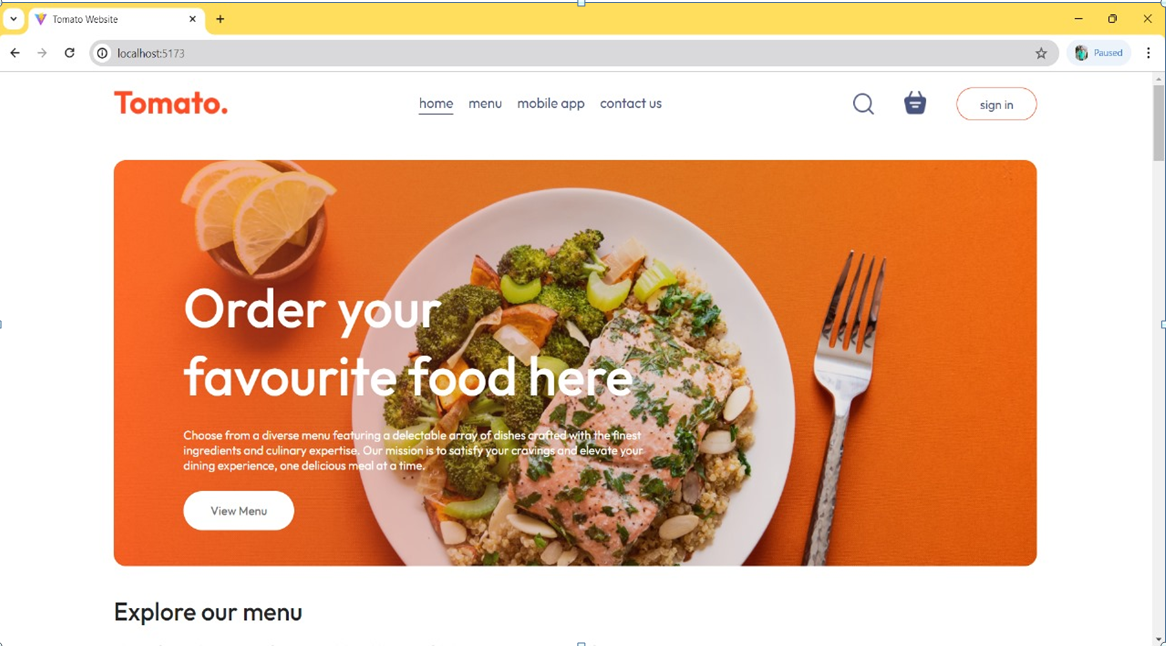 Tomato Website
localhost:5173
Paused
Tomato.
home menu mobile app contact us
sign in
Order your
favourite food here
Choose from a diverse menu featuring a delectable array of dishes crafted with the finest
ingredients and culinary expertise. Our mission is to satisfy your cravings and elevate your
dining experience, one delicious meal at a time.
View Menu
Explore our menu